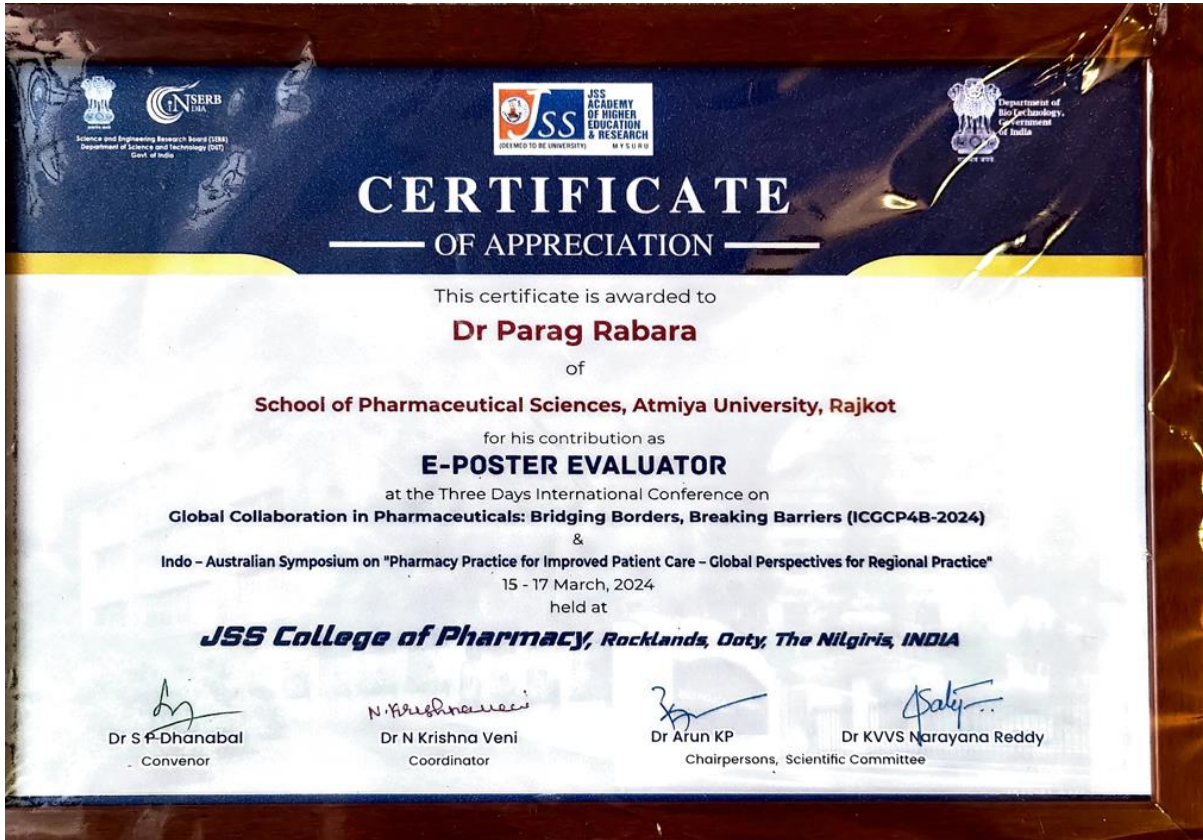 NSERB
INDIA
Science and Engineering Research Board (SERB)
Department of Science and Technology (DST)
Govt. of India
JSS
JSS
ACADEMY
OF HIGHER
EDUCATION
& RESEARCH
(DEEMED TO BE UNIVERSITY) MYSURU
Department of
BioTechnology,
Government
of India
CERTIFICATE
OF APPRECIATION
This certificate is awarded to
Dr Parag Rabara
of
School of Pharmaceutical Sciences, Atmiya University, Rajkot
for his contribution as
E-POSTER EVALUATOR
at the Three Days International Conference on
Global Collaboration in Pharmaceuticals: Bridging Borders, Breaking Barriers (ICGCP4B-2024)
&
Indo – Australian Symposium on "Pharmacy Practice for Improved Patient Care – Global Perspectives for Regional Practice"
15 - 17 March, 2024
held at
JSS College of Pharmacy, Rocklands, Ooty, The Nilgiris, INDIA
N. Krishnaveni
Dr S P Dhanabal
Convenor
Dr N Krishna Veni
Coordinator
Dr Arun KP
Dr KVVS Narayana Reddy
Chairpersons, Scientific Committee